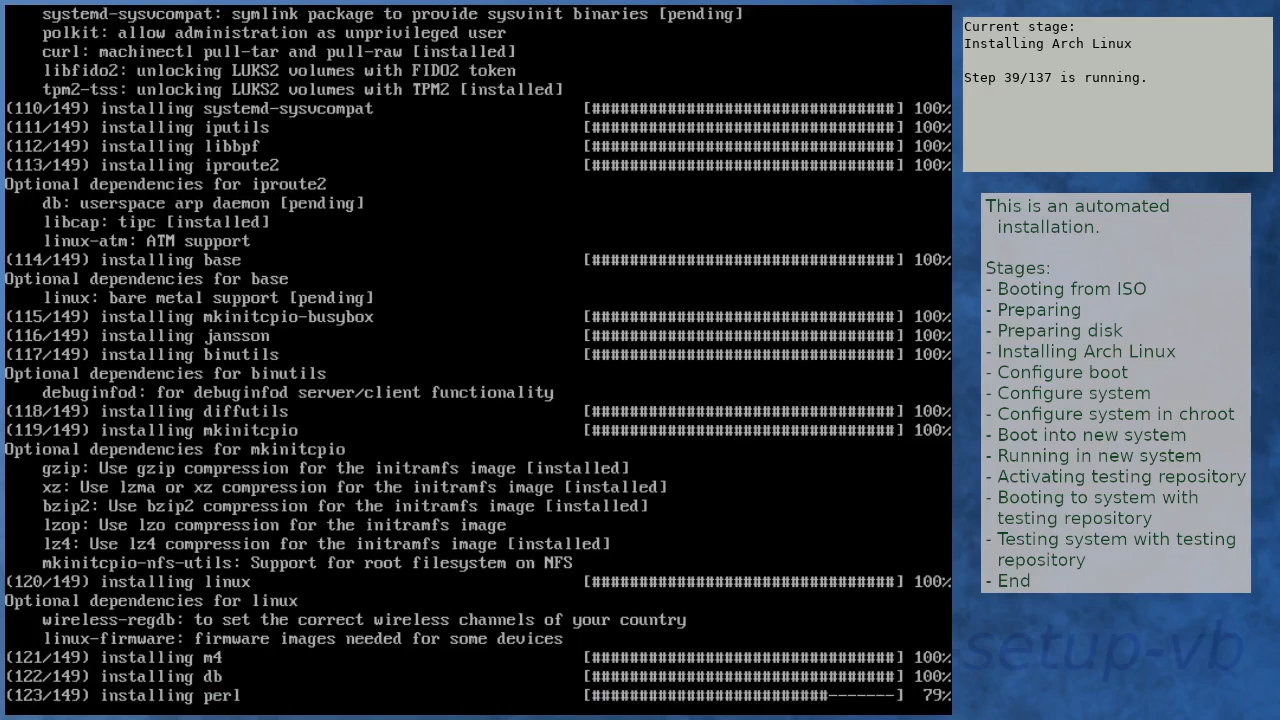 systemd-sysvcompat: symlink package to provide sysvinit binaries [pending]
polkit: allow administration as unprivileged user
curl: machinectl pull-tar and pull-raw [installed]
libfido2: unlocking LUKS2 volumes with FIDO2 token
tpm2-tss: unlocking LUKS2 volumes with TPM2 [installed]
(110/149) installing systemd-sysvcompat [################################] 100%
(111/149) installing iputils [################################] 100%
(112/149) installing libbpf [################################] 100%
(113/149) installing iproute2 [################################] 100%
Optional dependencies for iproute2
db: userspace arp daemon [pending]
libcap: tipc [installed]
linux-atm: ATM support
(114/149) installing base [################################] 100%
Optional dependencies for base
linux: bare metal support [pending]
(115/149) installing mkinitcpio-busybox [################################] 100%
(116/149) installing jansson [################################] 100%
(117/149) installing binutils [################################] 100%
Optional dependencies for binutils
debuginfod: for debuginfod server/client functionality
(118/149) installing diffutils [################################] 100%
(119/149) installing mkinitcpio [################################] 100%
Optional dependencies for mkinitcpio
gzip: Use gzip compression for the initramfs image [installed]
xz: Use lzma or xz compression for the initramfs image [installed]
bzip2: Use bzip2 compression for the initramfs image [installed]
lzop: Use lzo compression for the initramfs image
lz4: Use lz4 compression for the initramfs image [installed]
mkinitcpio-nfs-utils: Support for root filesystem on NFS
(120/149) installing linux [################################] 100%
Optional dependencies for linux
wireless-regdb: to set the correct wireless channels of your country
linux-firmware: firmware images needed for some devices
(121/149) installing m4 [################################] 100%
(122/149) installing db [################################] 100%
(123/149) installing perl [#########################-------] 79%
Current stage:
Installing Arch Linux
Step 39/137 is running.
This is an automated
installation.
Stages:
- Booting from ISO
- Preparing
- Preparing disk
- Installing Arch Linux
- Configure boot
- Configure system
- Configure system in chroot
- Boot into new system
- Running in new system
- Activating testing repository
- Booting to system with
testing repository
- Testing system with testing
repository
- End
setup-vb